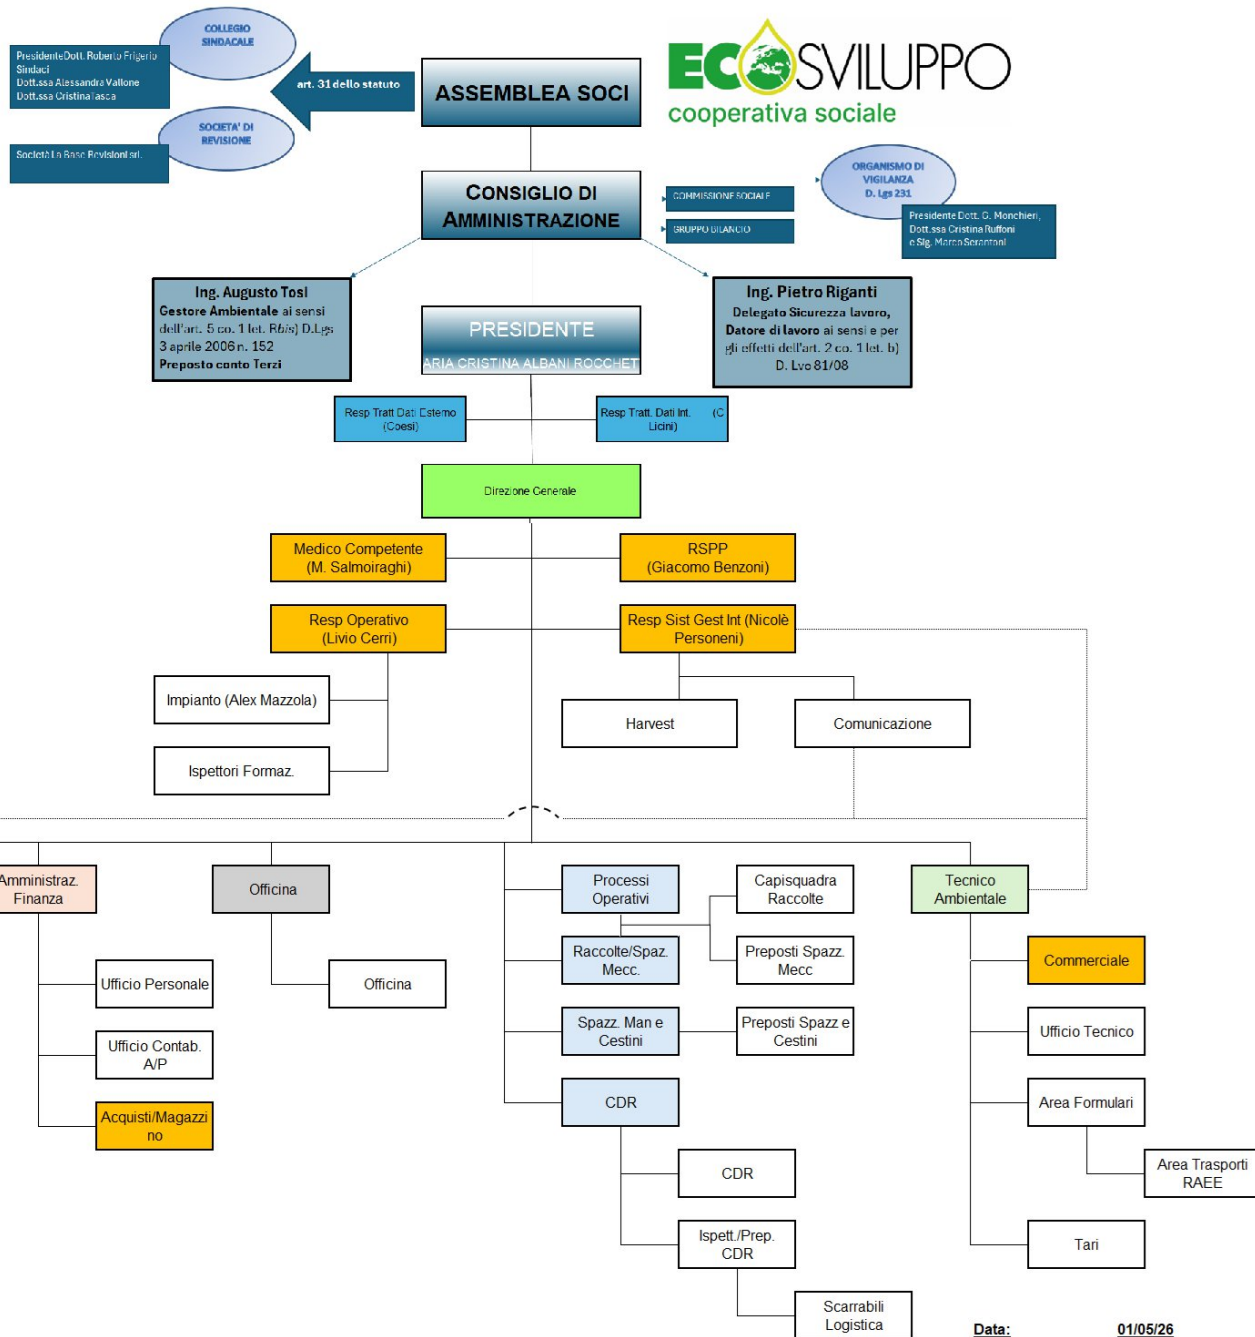 COLLEGIO
SINDACALE
PresidenteDott. Roberto Frigerio
Sindaci
Dott.ssa Alessandra Vallone
Dott.ssa CristinaTasca
art. 31 dello statuto
ASSEMBLEA SOCI
ECOSVILUPPO
cooperativa sociale
SOCIETA' DI
REVISIONE
Società La Base Revisioni srl.
CONSIGLIO DI
AMMINISTRAZIONE
COMMISSIONE SOCIALE
GRUPPO BILANCIO
ORGANISMO DI
VIGILANZA
D. Lgs 231
Presidente Dott. G. Monchieri,
Dott.ssa Cristina Ruffoni
e Sig. Marco Serantoni
Ing. Augusto Tosi
Gestore Ambientale ai sensi
dell'art. 5 co. 1 let. Rbis) D.Lgs
3 aprile 2006 n. 152
Preposto conto Terzi
PRESIDENTE
ARIA CRISTINA ALBANI ROCCHET
Ing. Pietro Riganti
Delegato Sicurezza lavoro,
Datore di lavoro ai sensi e per
gli effetti dell'art. 2 co. 1 let. b)
D. Lvo 81/08
Resp Tratt Dati Esterno
(Coesi)
Resp Tratt. Dati Int. (C
Licini)
Direzione Generale
Medico Competente
(M. Salmoiraghi)
RSPP
(Giacomo Benzoni)
Resp Operativo
(Livio Cerri)
Resp Sist Gest Int (Nicolè
Personeni)
Impianto (Alex Mazzola)
Ispettori Formaz.
Harvest
Comunicazione
Amministraz.
Finanza
Officina
Processi
Operativi
Capisquadra
Raccolte
Tecnico
Ambientale
Ufficio Personale
Officina
Raccolte/Spaz.
Mecc.
Preposti Spazz.
Mecc
Commerciale
Ufficio Contab.
A/P
Spazz. Man e
Cestini
Preposti Spazz e
Cestini
Ufficio Tecnico
Acquisti/Magazzi
no
CDR
Area Formulari
CDR
Area Trasporti
RAEE
Ispett./Prep.
CDR
Tari
Scarrabili
Logistica
Data: 01/05/26